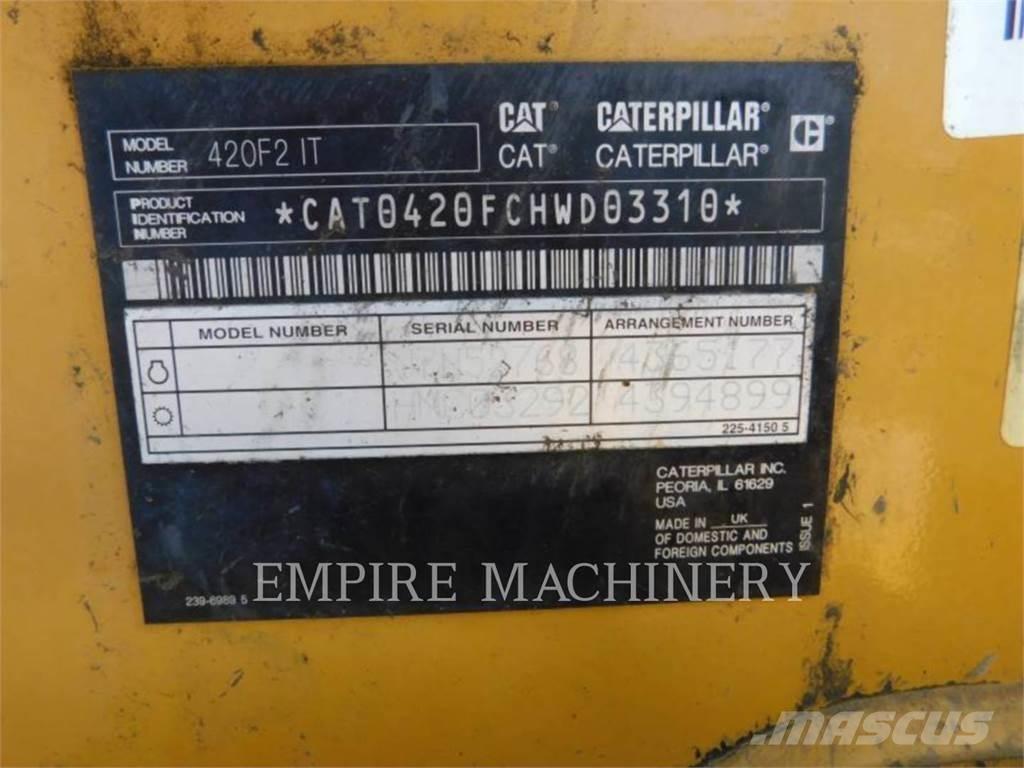 MODEL NUMBER 420F2 IT
CAT® CATERPILLAR®
CAT® CATERPILLAR®
PRODUCT IDENTIFICATION NUMBER *CAT0420FCHWD03310*
MODEL NUMBER SERIAL NUMBER ARRANGEMENT NUMBER
4594899
225-4150 5
CATERPILLAR INC.
PEORIA, IL 61629
USA
MADE IN UK
OF DOMESTIC AND
FOREIGN COMPONENTS
ISSUE 1
239-6989 5
EMPIRE MACHINERY
MASCUS